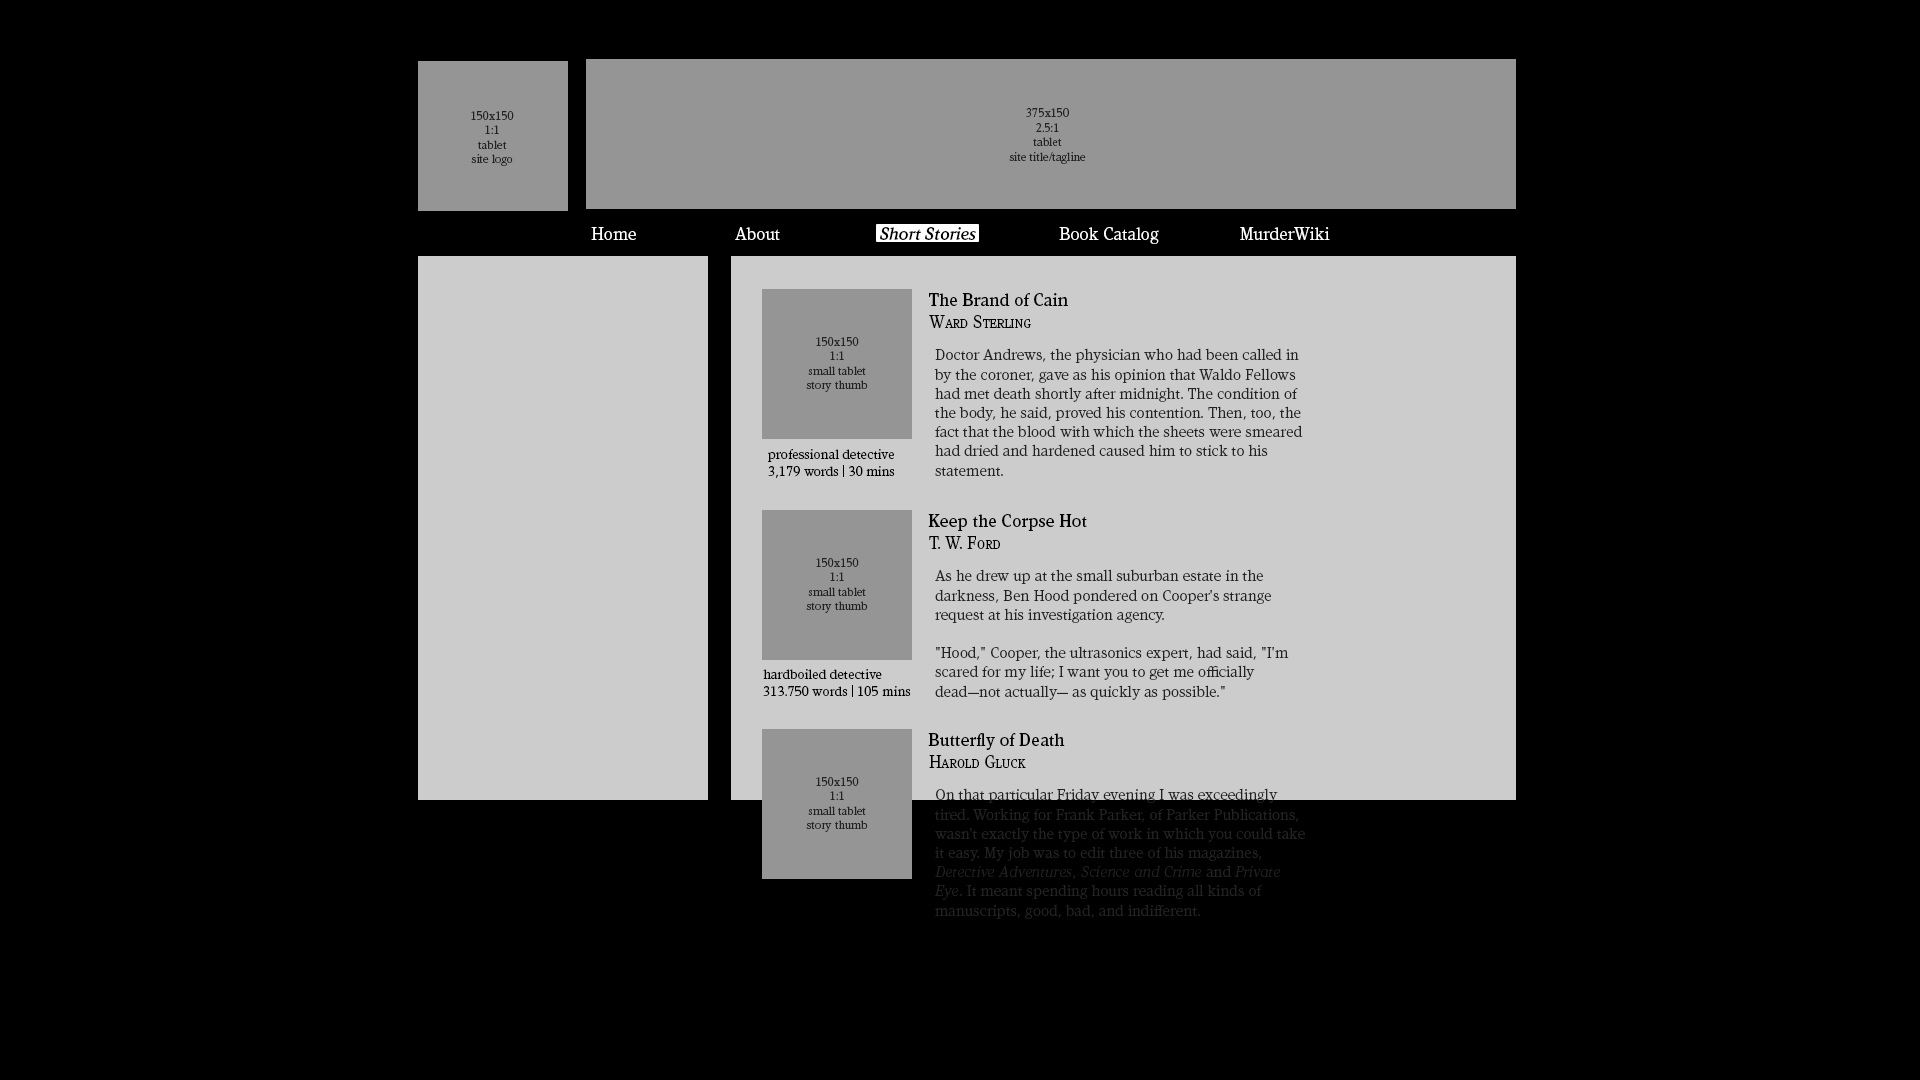 150x150
1:1
tablet
site logo
375x150
2.5:1
tablet
site title/tagline
Home About Short Stories Book Catalog MurderWiki
150x150
1:1
small tablet
story thumb
professional detective
3,179 words | 30 mins
The Brand of Cain
Ward Sterling
Doctor Andrews, the physician who had been called in
by the coroner, gave as his opinion that Waldo Fellows
had met death shortly after midnight. The condition of
the body, he said, proved his contention. Then, too, the
fact that the blood with which the sheets were smeared
had dried and hardened caused him to stick to his
statement.
150x150
1:1
small tablet
story thumb
hardboiled detective
313.750 words | 105 mins
Keep the Corpse Hot
T. W. Ford
As he drew up at the small suburban estate in the
darkness, Ben Hood pondered on Cooper's strange
request at his investigation agency.
"Hood," Cooper, the ultrasonics expert, had said, "I'm
scared for my life; I want you to get me officially
dead—not actually— as quickly as possible."
150x150
1:1
small tablet
story thumb
Butterfly of Death
Harold Gluck
On that particular Friday evening I was exceedingly
tired. Working for Frank Parker, of Parker Publications,
wasn't exactly the type of work in which you could take
it easy. My job was to edit three of his magazines,
Detective Adventures, Science and Crime and Private
Eye. It meant spending hours reading all kinds of
manuscripts, good, bad, and indifferent.